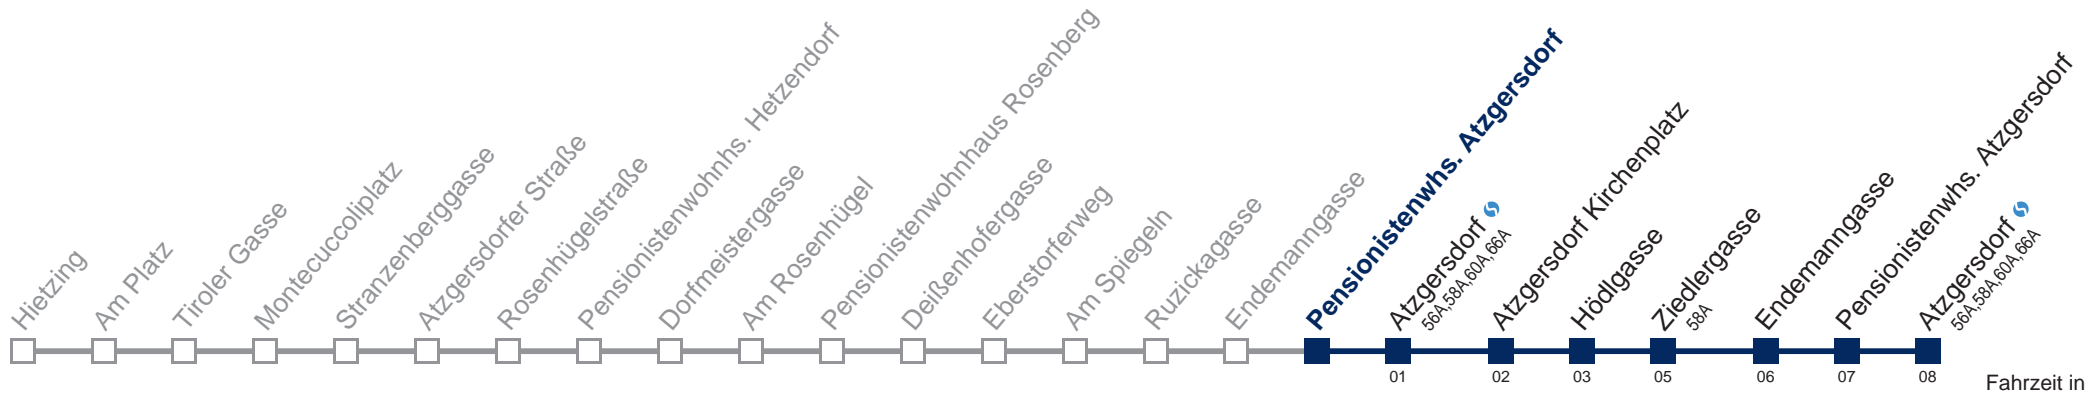 Hietzing
Am Platz
Tiroler Gasse
Montecuccoliplatz
Stranzenberggasse
Atzgersdorfer Straße
Rosenhügelstraße
Pensionistenwohnhs. Hetzendorf
Dorfmeistergasse
Am Rosenhügel
Pensionistenwohnhaus Rosenberg
Deißenhofergasse
Eberstorferweg
Am Spiegeln
Ruzickagasse
Endemanngasse
Pensionistenwhs. Atzgersdorf
Atzgersdorf
56A,58A,60A,66A
Atzgersdorf Kirchenplatz
Hödlgasse
Ziedlergasse
58A
Endemanngasse
Pensionistenwhs. Atzgersdorf
Atzgersdorf
56A,58A,60A,66A
01 02 03 05 06 07 08
Fahrzeit in